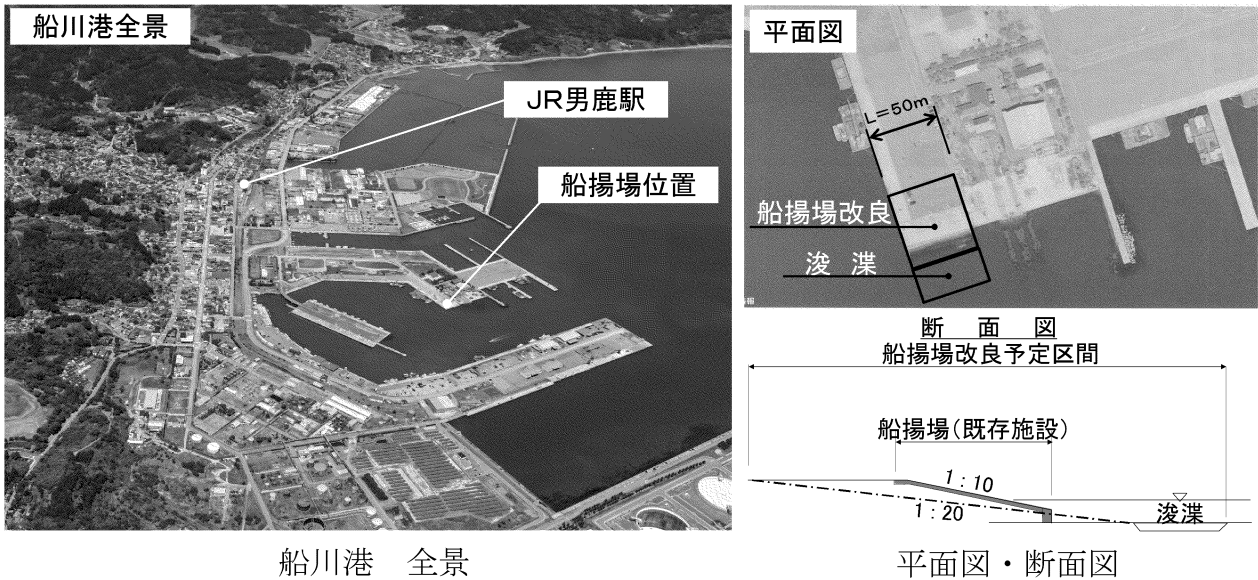 船川港全景
JR男鹿駅
船揚場位置
船川港 全景
平面図
L=50m
船揚場改良
浚 渫
断 面 図
船揚場改良予定区間
船揚場(既存施設)
1:10
1:20
浚渫
平面図・断面図